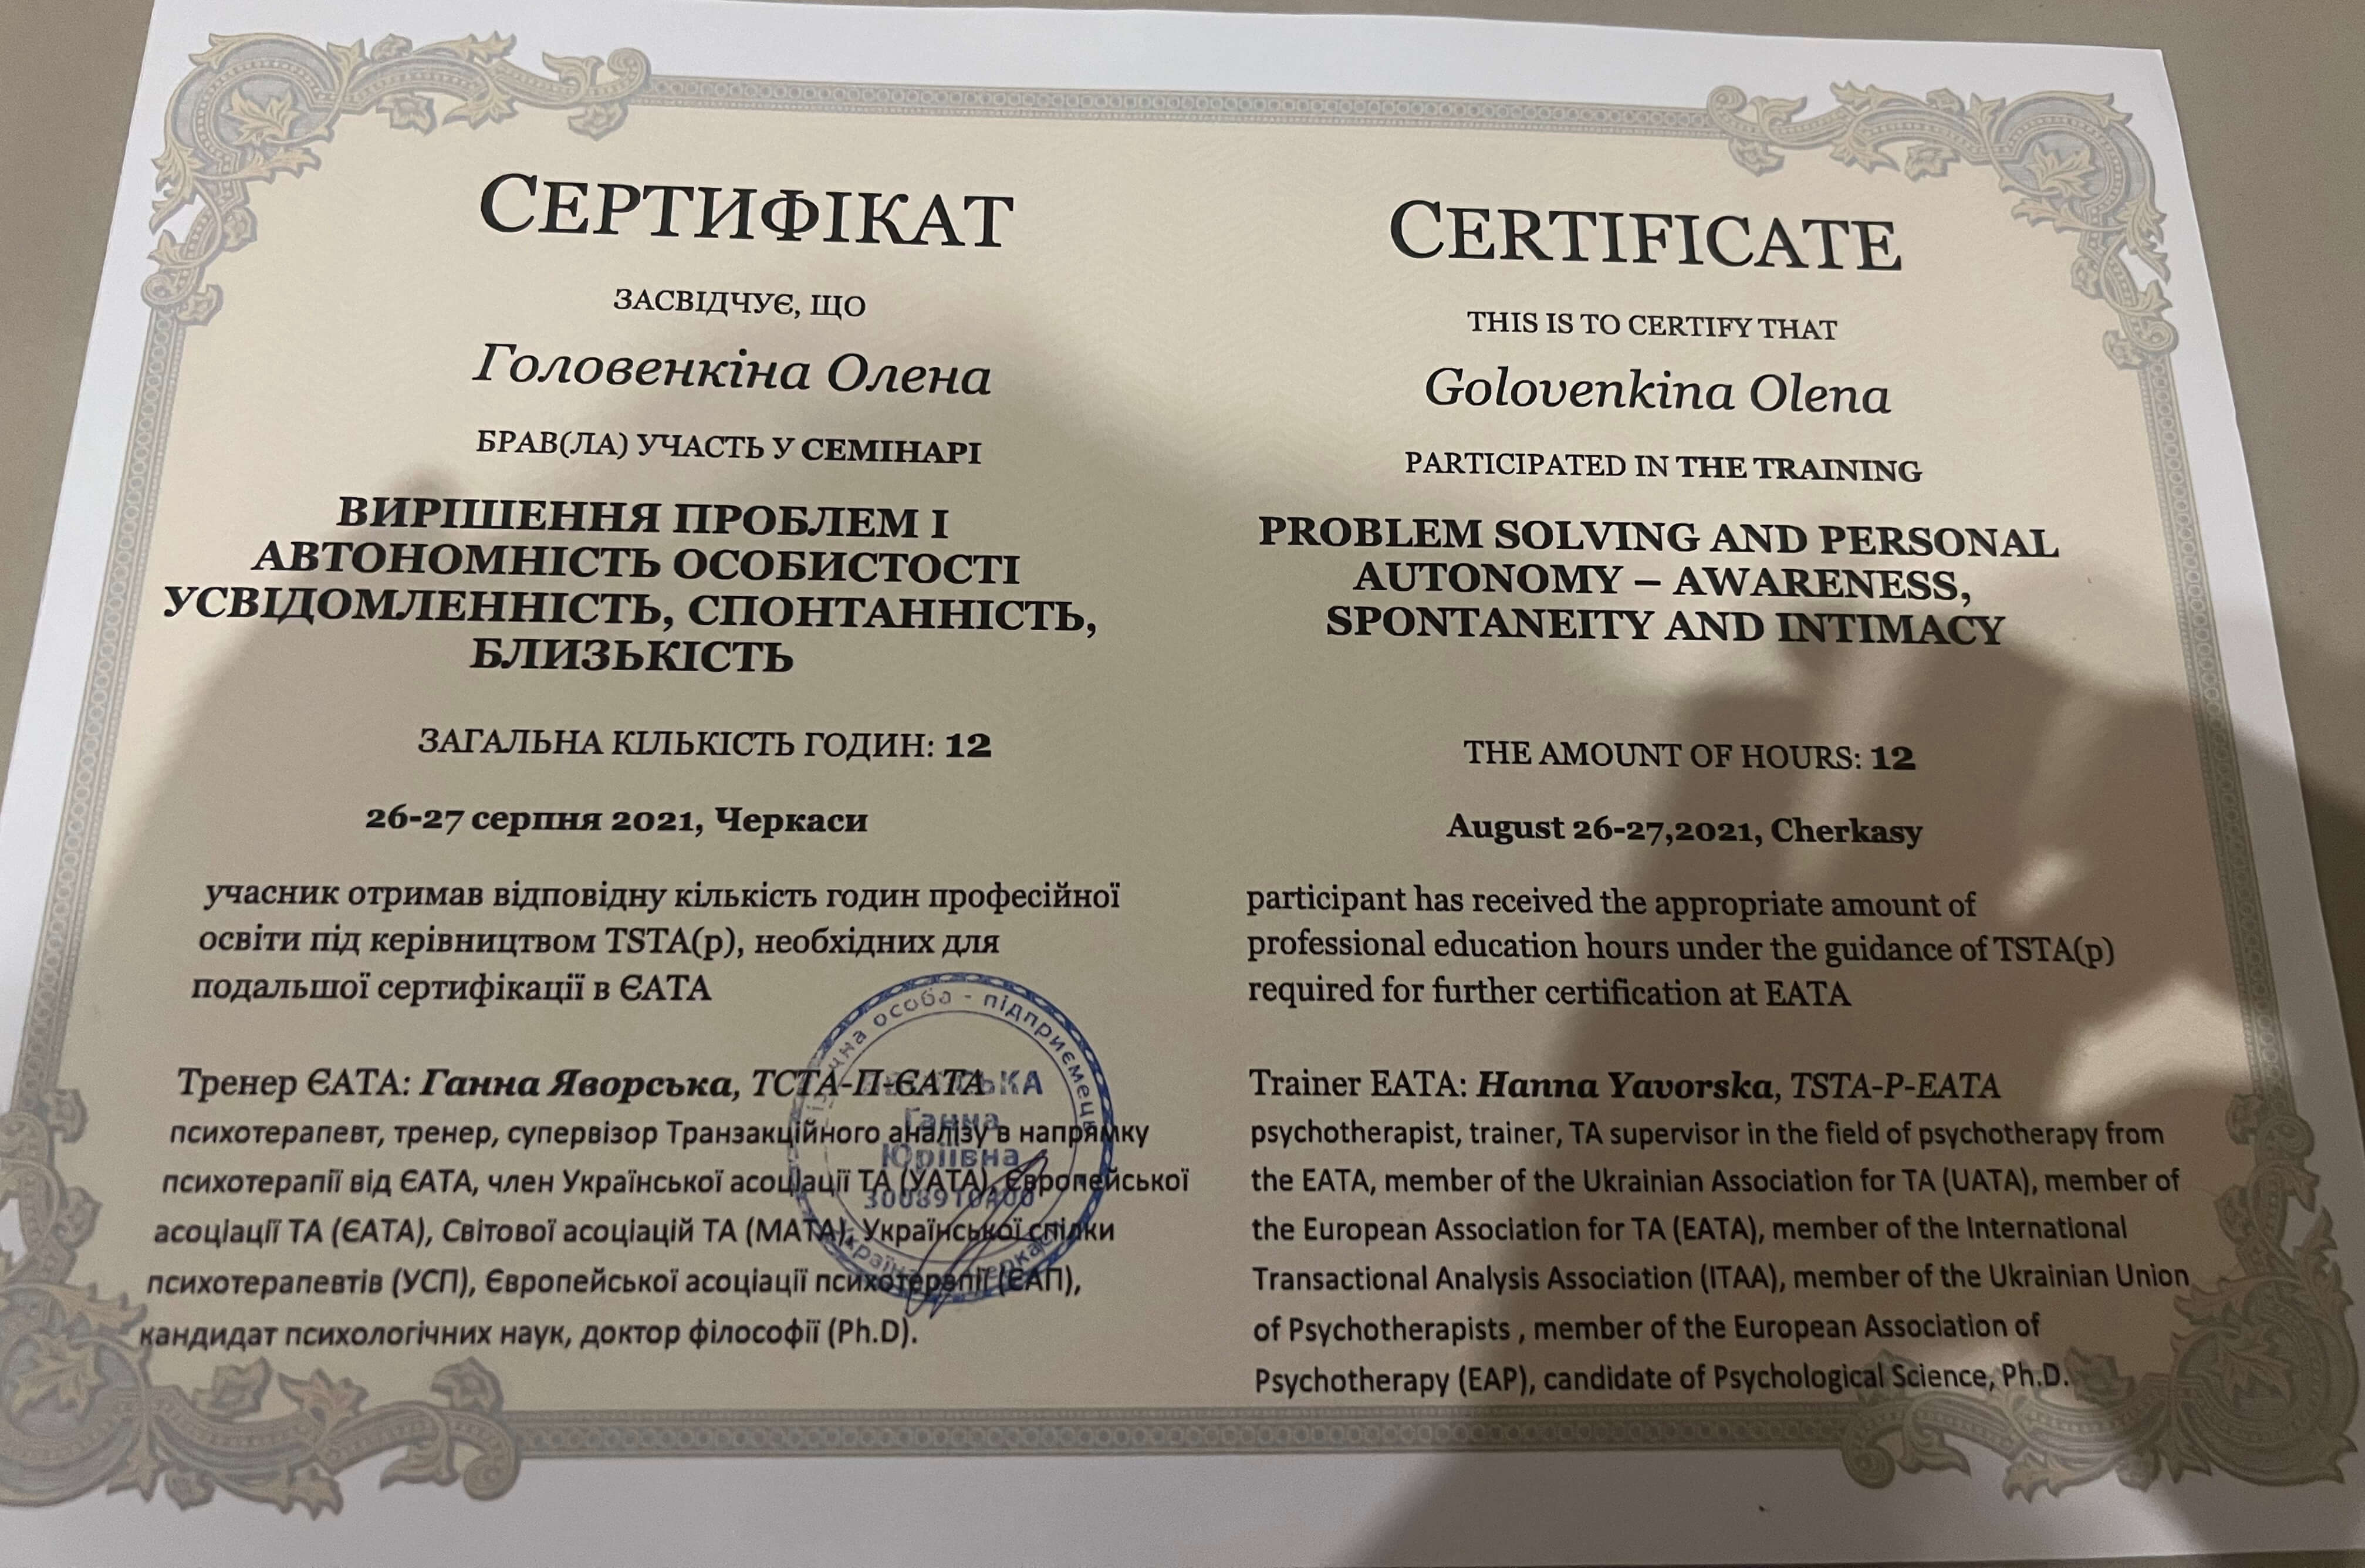 СЕРТИФІКАТ
ЗАСВІДЧУЄ, ЩО
Головенкіна Олена
БРАВ(ЛА) УЧАСТЬ У СЕМІНАРІ
ВИРІШЕННЯ ПРОБЛЕМ І
АВТОНОМНІСТЬ ОСОБИСТОСТІ
УСВІДОМЛЕННІСТЬ, СПОНТАННІСТЬ,
БЛИЗЬКІСТЬ
ЗАГАЛЬНА КІЛЬКІСТЬ ГОДИН: 12
26-27 серпня 2021, Черкаси
учасник отримав відповідну кількість годин професійної
освіти під керівництвом TSTA(p), необхідних для
подальшої сертифікації в ЄАТА
Тренер ЄАТА: Ганна Яворська, ТСТА-П-ЄАТА
психотерапевт, тренер, супервізор Транзакційного аналізу в напрямку
психотерапії від ЄАТА, член Української асоціації ТА (УАТА), Європейської
асоціації ТА (ЄАТА), Світової асоціацій ТА (МАТА), Української спілки
психотерапевтів (УСП), Європейської асоціації психотерапії (ЄАП),
кандидат психологічних наук, доктор філософії (Ph.D).
особа - підприємець
Ганна
Юріївна
CERTIFICATE
THIS IS TO CERTIFY THAT
Golovenkina Olena
PARTICIPATED IN THE TRAINING
PROBLEM SOLVING AND PERSONAL
AUTONOMY – AWARENESS,
SPONTANEITY AND INTIMACY
THE AMOUNT OF HOURS: 12
August 26-27,2021, Cherkasy
participant has received the appropriate amount of
professional education hours under the guidance of TSTA(p)
required for further certification at EATA
Trainer EATA: Hanna Yavorska, TSTA-P-EATA
psychotherapist, trainer, TA supervisor in the field of psychotherapy from
the EATA, member of the Ukrainian Association for TA (UATA), member of
the European Association for TA (EATA), member of the International
Transactional Analysis Association (ITAA), member of the Ukrainian Union
of Psychotherapists , member of the European Association of
Psychotherapy (EAP), candidate of Psychological Science, Ph.D.